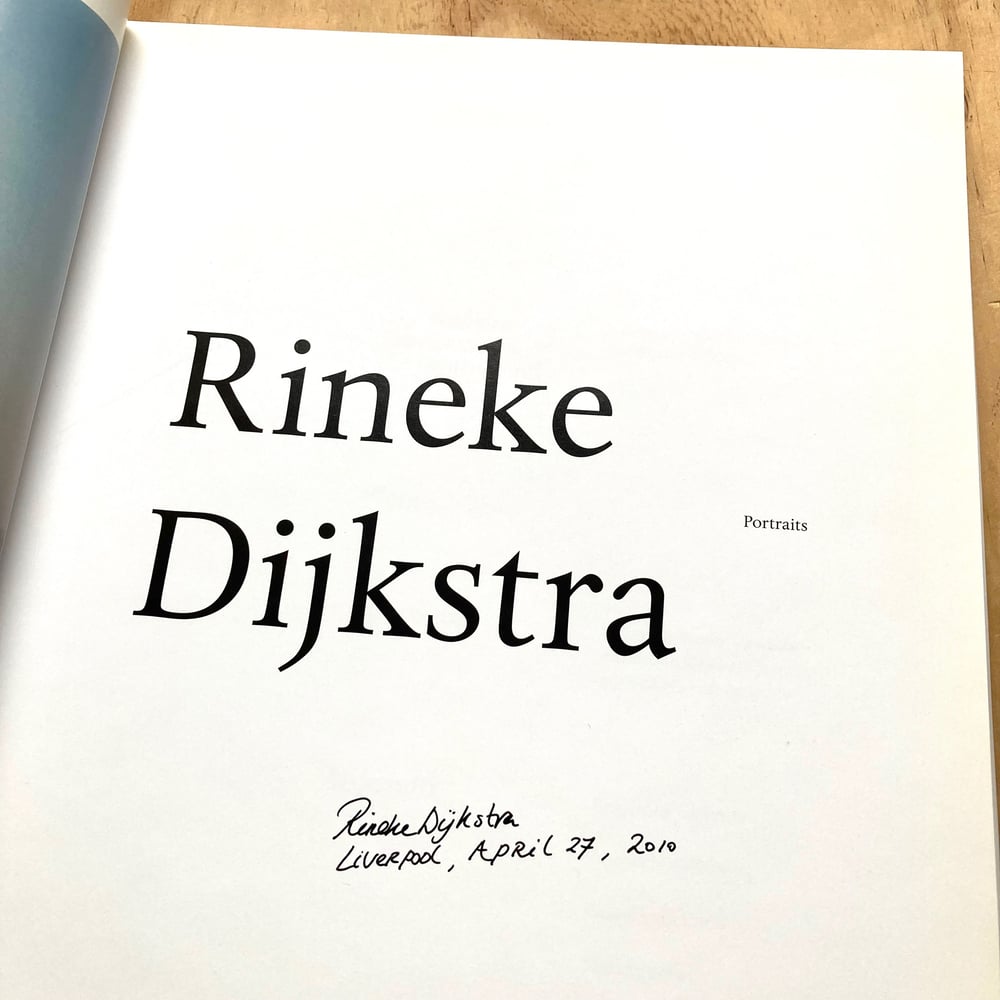 Rineke
Dijkstra
Portraits
Rineke Dijkstra
Liverpool, April 27, 2010